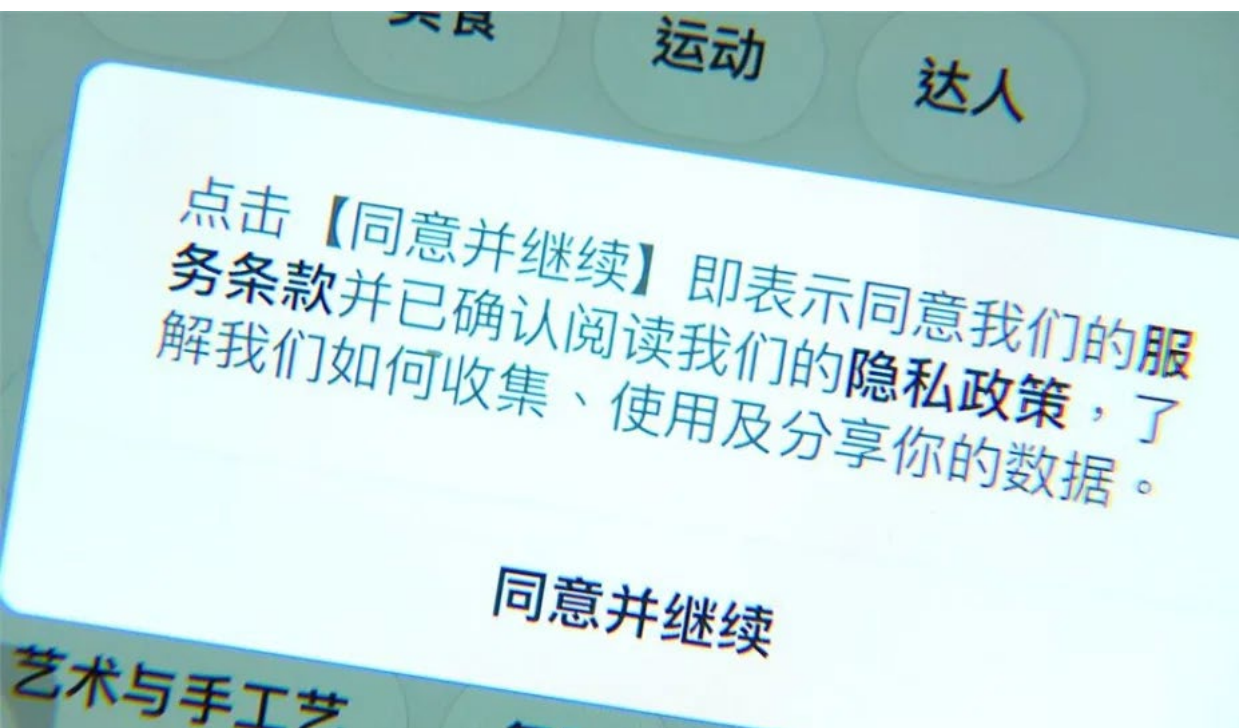 美食
运动
达人
点击【同意并继续】即表示同意我们的服
务条款并已确认阅读我们的隐私政策，了
解我们如何收集、使用及分享你的数据。
同意并继续
艺术与手工艺